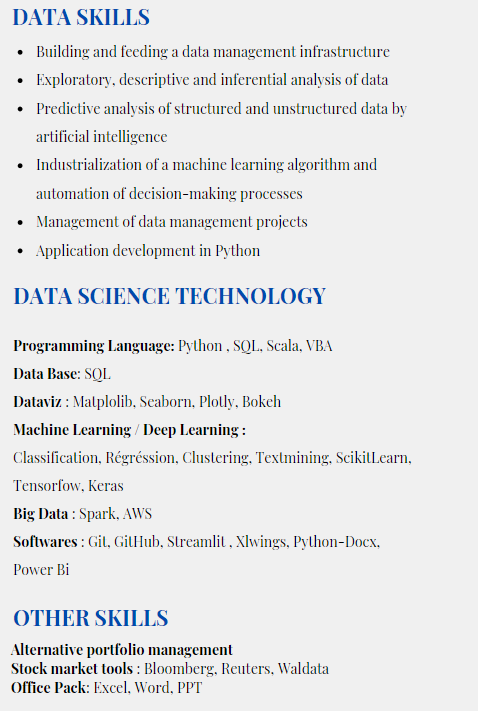 DATA SKILLS
• Building and feeding a data management infrastructure
• Exploratory, descriptive and inferential analysis of data
• Predictive analysis of structured and unstructured data by
artificial intelligence
• Industrialization of a machine learning algorithm and
automation of decision-making processes
• Management of data management projects
• Application development in Python
DATA SCIENCE TECHNOLOGY
Programming Language: Python , SQL, Scala, VBA
Data Base: SQL
Dataviz : Matplolib, Seaborn, Plotly, Bokeh
Machine Learning / Deep Learning :
Classification, Régréssion, Clustering, Textmining, ScikitLearn,
Tensorfow, Keras
Big Data : Spark, AWS
Softwares : Git, GitHub, Streamlit , Xlwings, Python-Docx,
Power Bi
OTHER SKILLS
Alternative portfolio management
Stock market tools : Bloomberg, Reuters, Waldata
Office Pack: Excel, Word, PPT